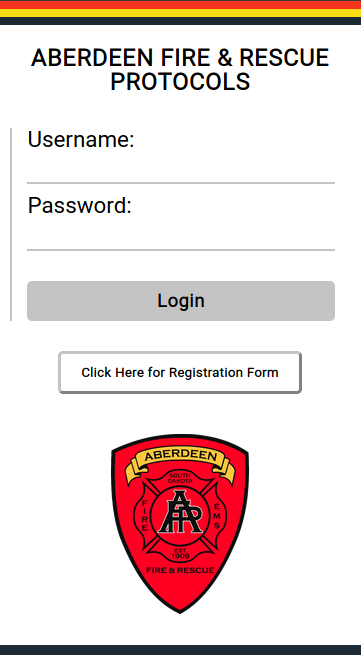 ABERDEEN FIRE & RESCUE
PROTOCOLS
Username:
Password:
Login
Click Here for Registration Form
ABERDEEN
SOUTH
DAKOTA
FIRE
EMS
AFR
EST.
1909
FIRE & RESCUE